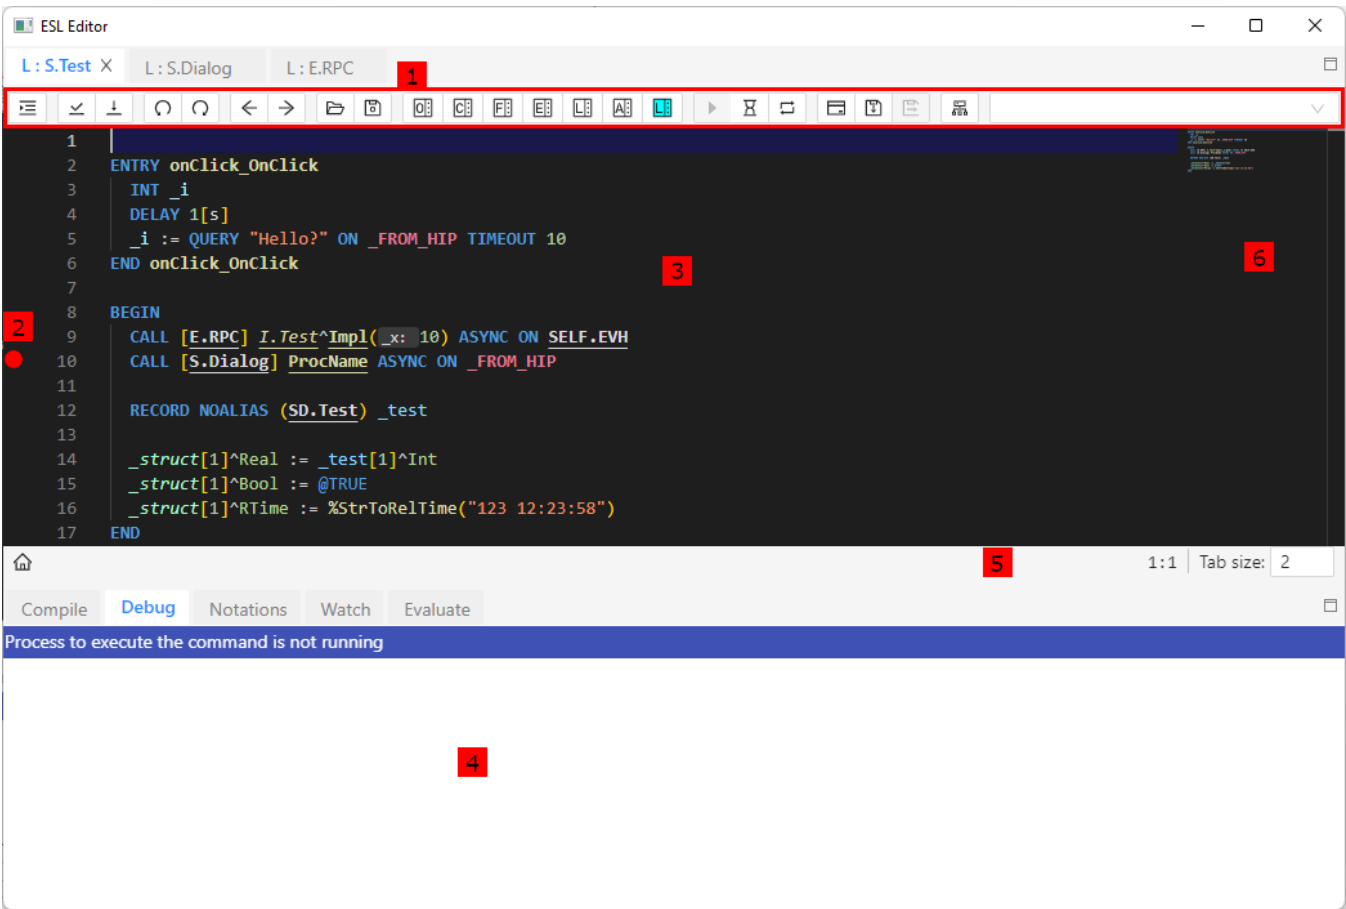 ESL Editor
L : S.Test X L : S.Dialog L : E.RPC
1
O C F E L A L
1
2 ENTRY onClick_OnClick
3 INT _i
4 DELAY 1[s]
5 _i := QUERY "Hello?" ON _FROM_HIP TIMEOUT 10
6 END onClick_OnClick
6
3
7
8 BEGIN
2
9 CALL [E.RPC] I.Test^Impl(_x: 10) ASYNC ON SELF.EVH
10 CALL [S.Dialog] ProcName ASYNC ON _FROM_HIP
11
12 RECORD NOALIAS (SD.Test) _test
13
14 _struct[1]^Real := _test[1]^Int
15 _struct[1]^Bool := @TRUE
16 _struct[1]^RTime := %StrToRelTime("123 12:23:58")
17 END
5 1:1 Tab size: 2
Compile Debug Notations Watch Evaluate
Process to execute the command is not running
4